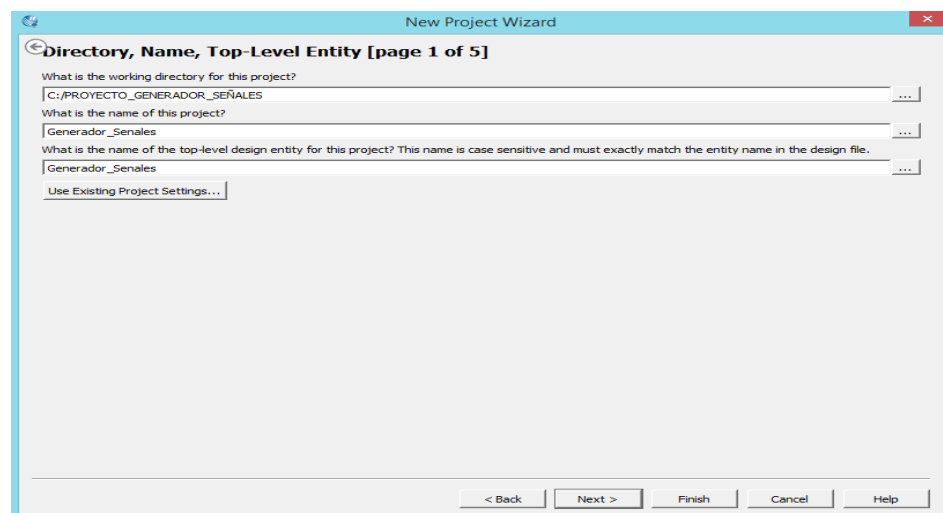 New Project Wizard
Directory, Name, Top-Level Entity [page 1 of 5]
What is the working directory for this project?
C:/PROYECTO_GENERADOR_SEÑALES
...
What is the name of this project?
Generador_Senales
...
What is the name of the top-level design entity for this project? This name is case sensitive and must exactly match the entity name in the design file.
Generador_Senales
...
Use Existing Project Settings...
< Back Next > Finish Cancel Help